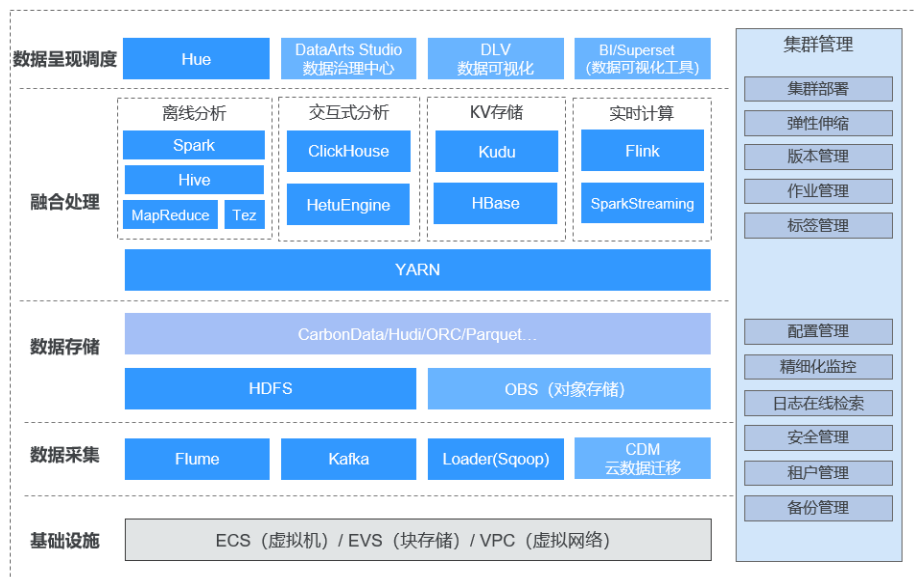 数据呈现调度
Hue
DataArts Studio
数据治理中心
DLV
数据可视化
BI/Superset
(数据可视化工具)
融合处理
离线分析
Spark
Hive
MapReduce
Tez
交互式分析
ClickHouse
HetuEngine
KV存储
Kudu
HBase
实时计算
Flink
SparkStreaming
YARN
数据存储
CarbonData/Hudi/ORC/Parquet…
HDFS
OBS（对象存储）
数据采集
Flume
Kafka
Loader(Sqoop)
CDM
云数据迁移
基础设施
ECS（虚拟机）/ EVS（块存储）/ VPC（虚拟网络）
集群管理
集群部署
弹性伸缩
版本管理
作业管理
标签管理
配置管理
精细化监控
日志在线检索
安全管理
租户管理
备份管理